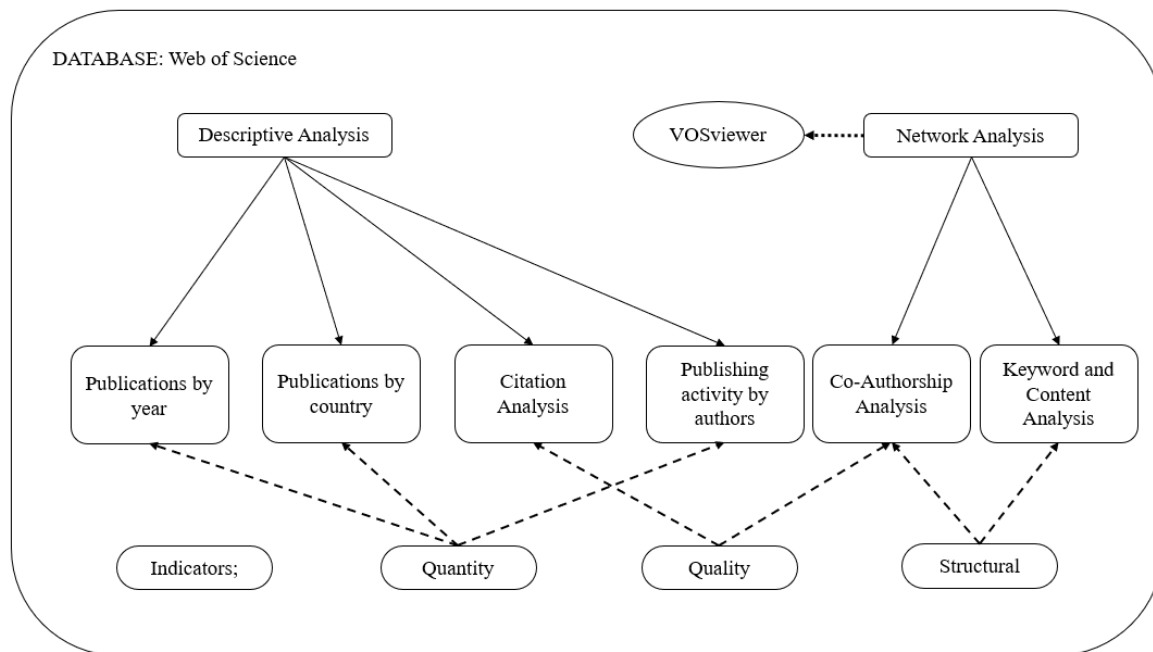 DATABASE: Web of Science
Descriptive Analysis
VOSviewer
Network Analysis
Publications by
year
Publications by
country
Citation
Analysis
Publishing
activity by
authors
Co-Authorship
Analysis
Keyword and
Content
Analysis
Indicators;
Quantity
Quality
Structural